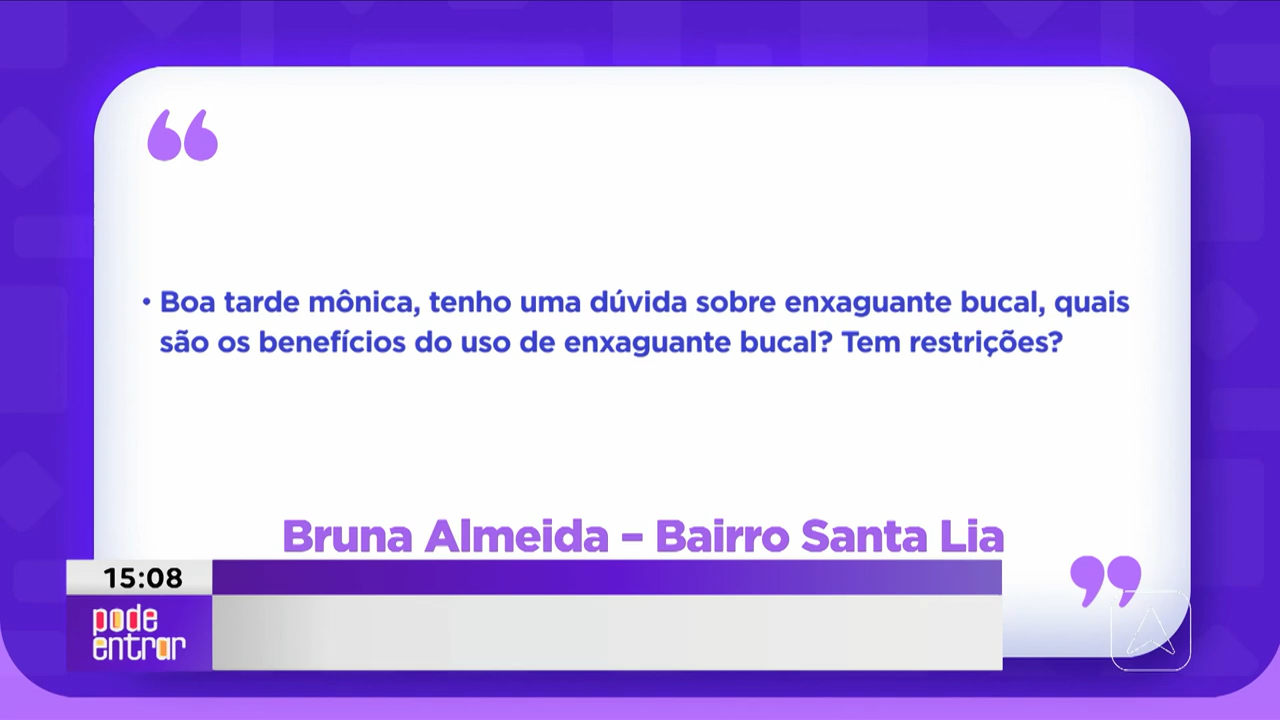 “
• Boa tarde mônica, tenho uma dúvida sobre enxaguante bucal, quais
são os benefícios do uso de enxaguante bucal? Tem restrições?
Bruna Almeida – Bairro Santa Lia
”
15:08
pode
entrar